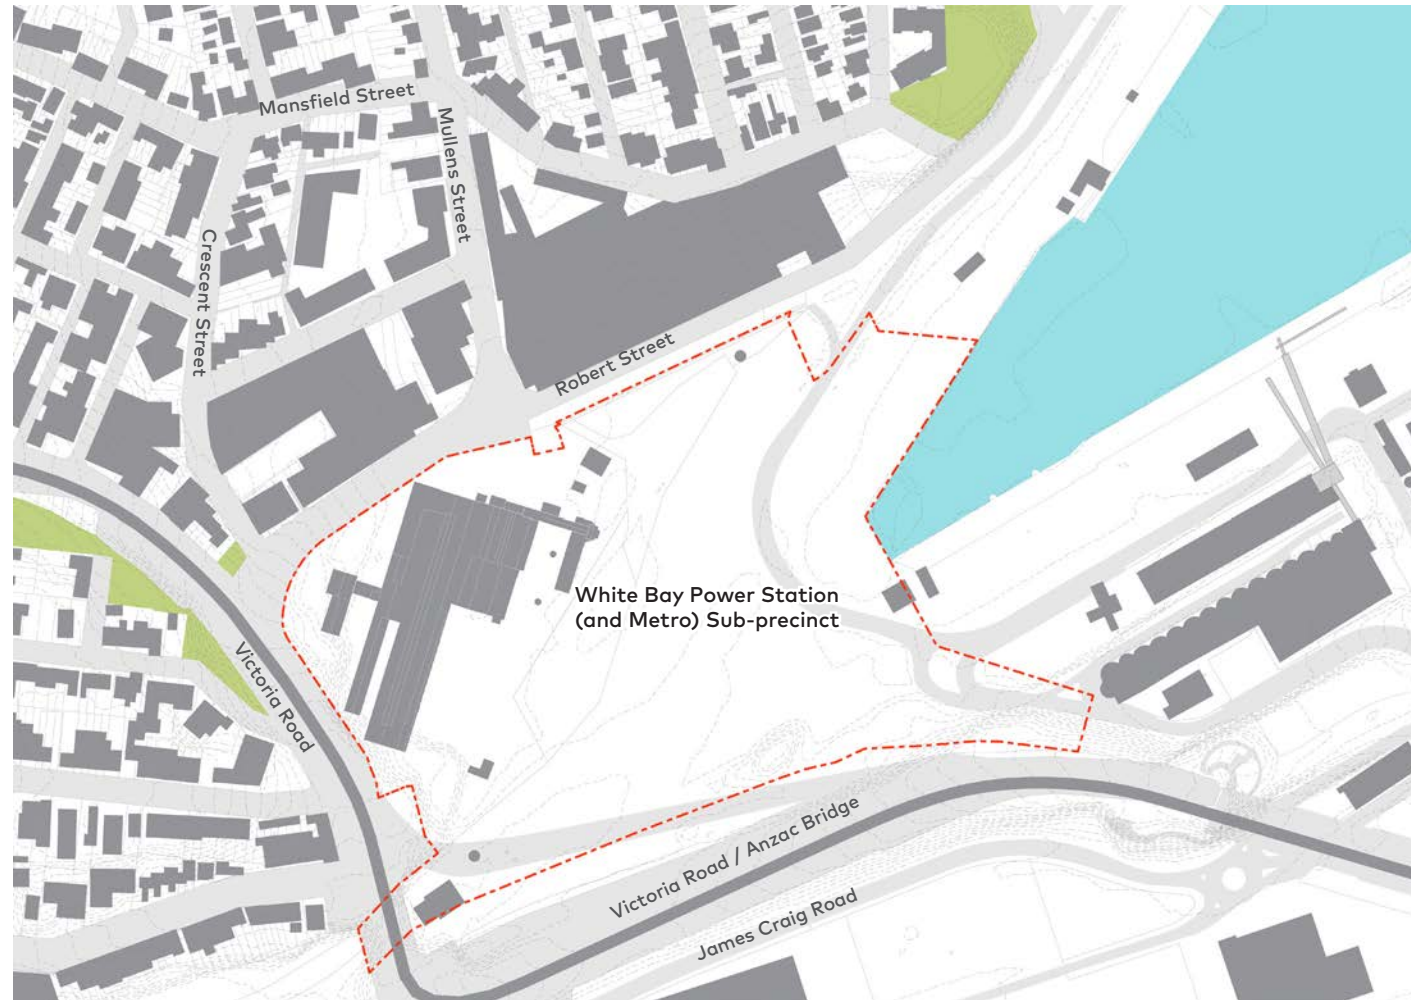 Mansfield Street
Mullens Street
Crescent Street
Robert Street
White Bay Power Station
(and Metro) Sub-precinct
Victoria Road
Victoria Road / Anzac Bridge
James Craig Road